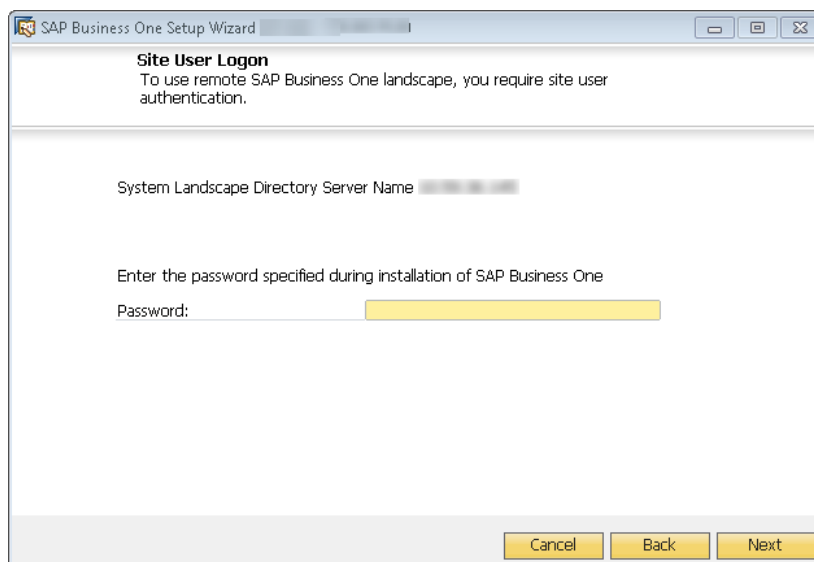 SAP Business One Setup Wizard
Site User Logon
To use remote SAP Business One landscape, you require site user
authentication.
System Landscape Directory Server Name
Enter the password specified during installation of SAP Business One
Password:
Cancel
Back
Next